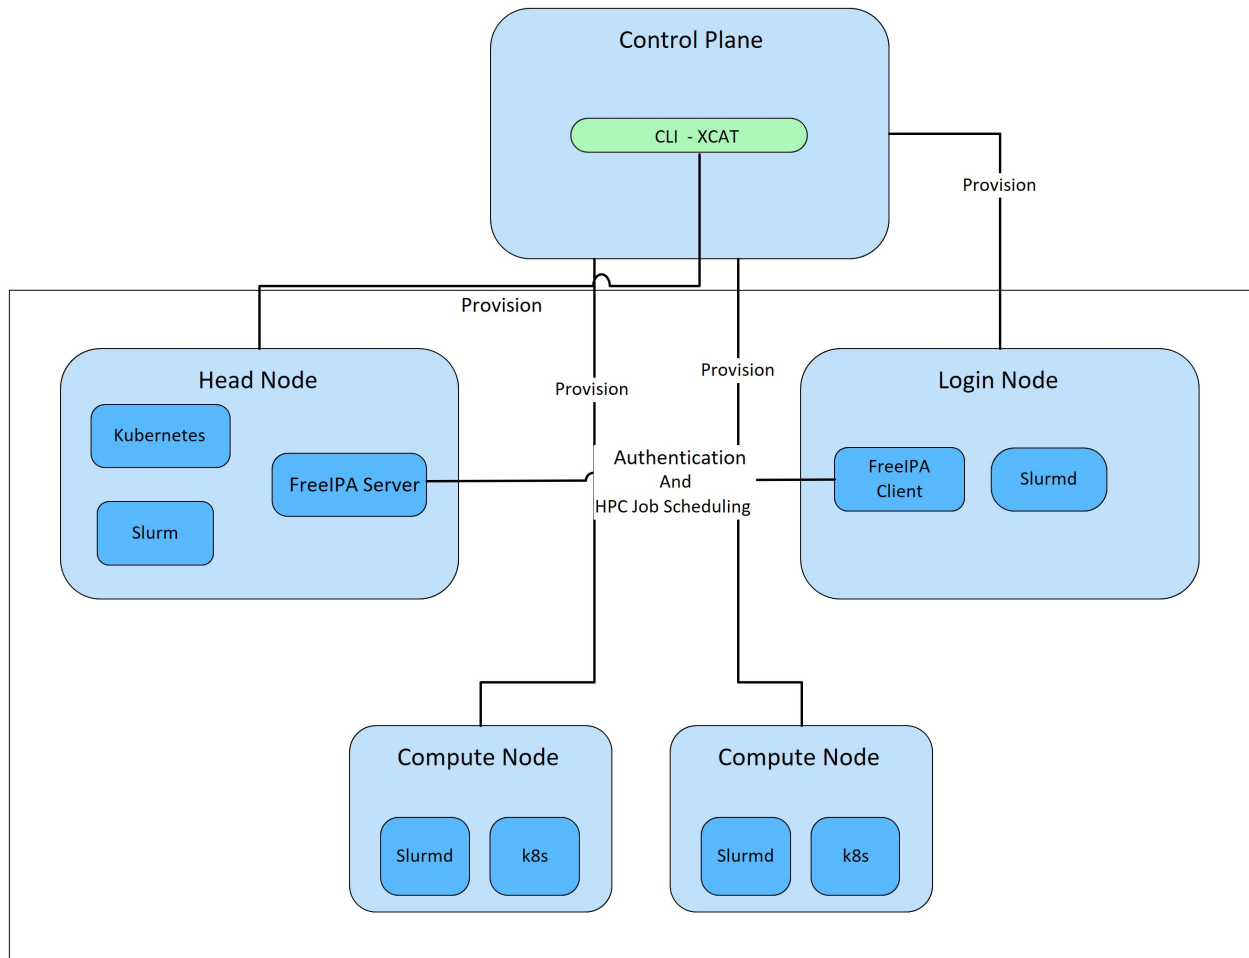 Control Plane
CLI - XCAT
Provision
Provision
Head Node
Kubernetes
FreeIPA Server
Slurm
Provision
Provision
Authentication
And
HPC Job Scheduling
Login Node
FreeIPA
Client
Slurmd
Compute Node
Slurmd
k8s
Compute Node
Slurmd
k8s